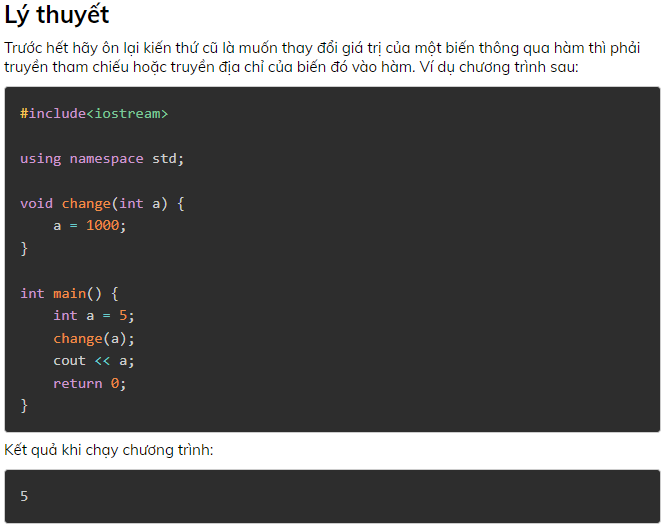 Lý thuyết
Trước hết hãy ôn lại kiến thức cũ là muốn thay đổi giá trị của một biến thông qua hàm thì phải
truyền tham chiếu hoặc truyền địa chỉ của biến đó vào hàm. Ví dụ chương trình sau:
#include<iostream>
using namespace std;
void change(int a) {
    a = 1000;
}
int main() {
    int a = 5;
    change(a);
    cout << a;
    return 0;
}
Kết quả khi chạy chương trình:
5